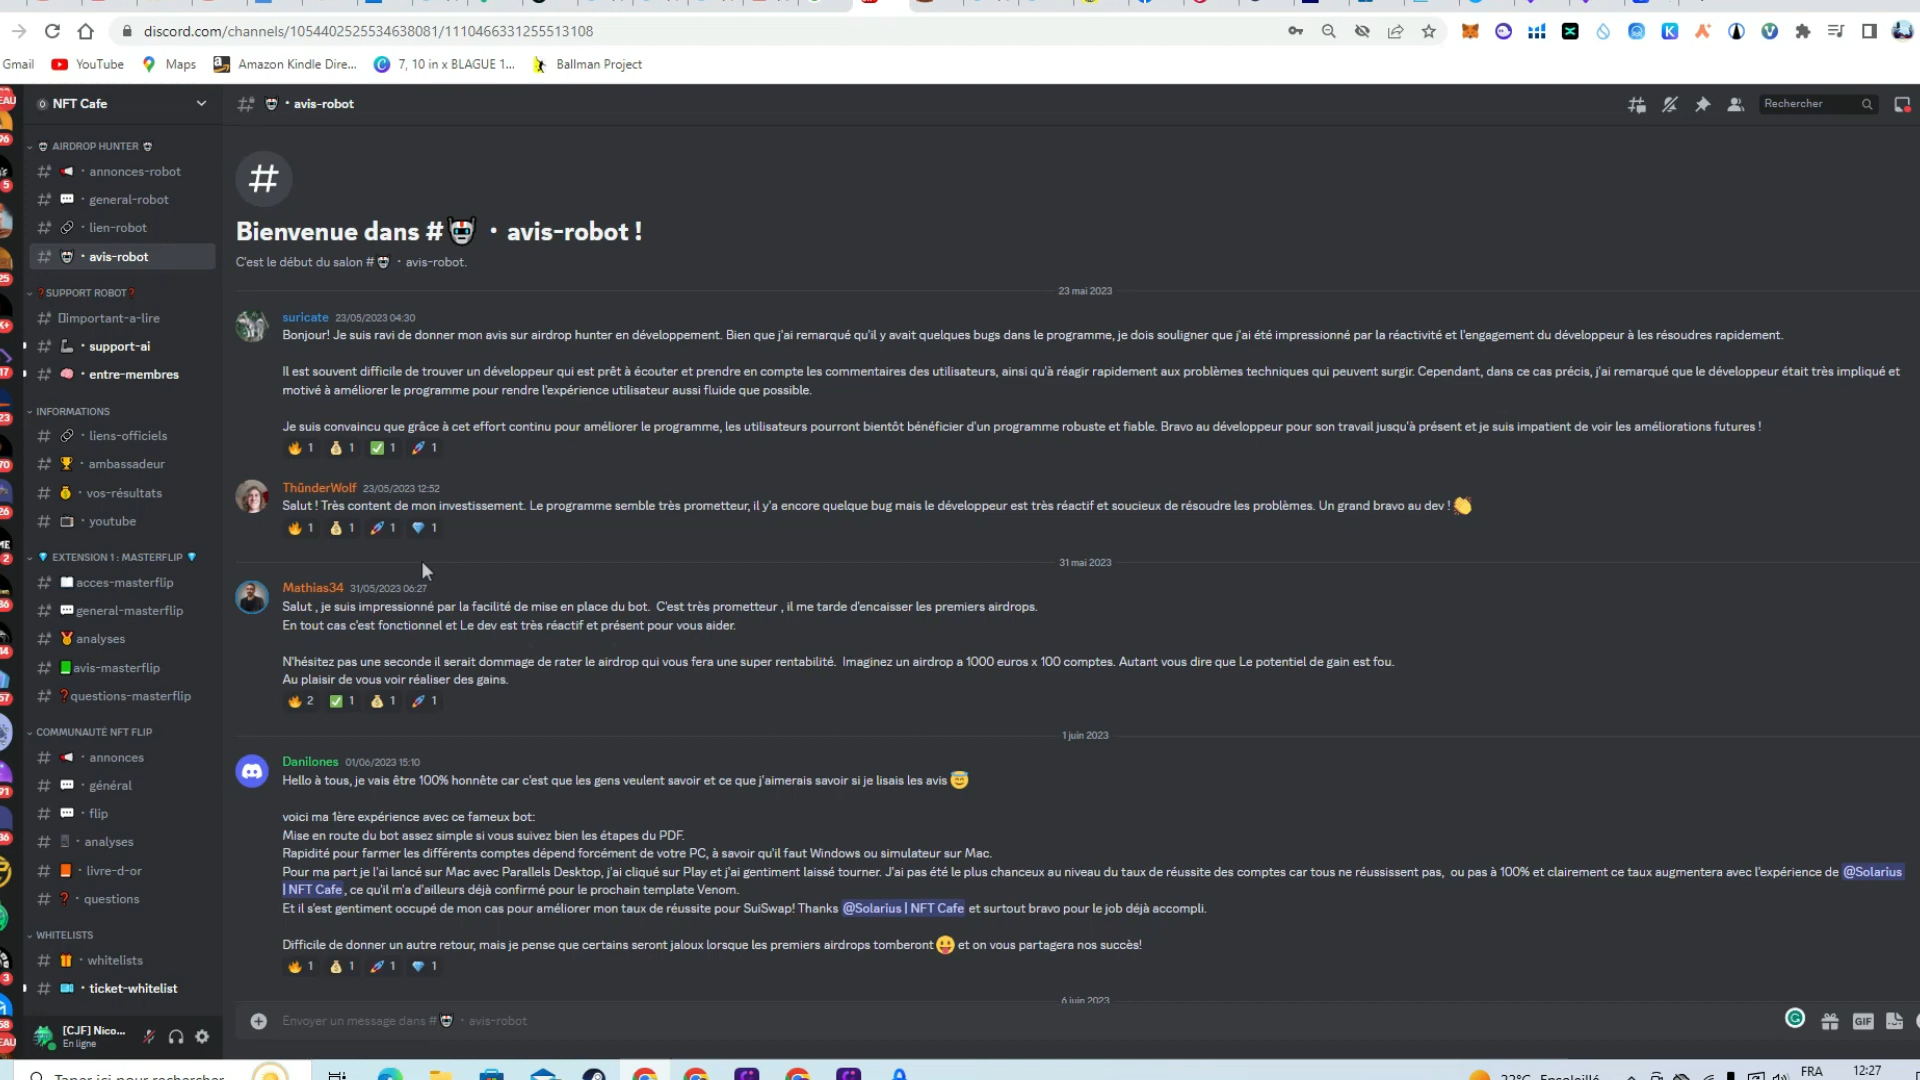 discord.com/channels/1054402525534638081/1110466331255513108
Gmail
YouTube
Maps
Amazon Kindle Dire...
7, 10 in x BLAGUE 1...
Ballman Project
NFT Cafe
avis-robot
Rechercher
AIRDROP HUNTER
annonces-robot
general-robot
lien-robot
avis-robot
SUPPORT ROBOT
important-a-lire
support-ai
entre-membres
INFORMATIONS
liens-officiels
ambassadeur
vos-résultats
youtube
EXTENSION 1 : MASTERFLIP
acces-masterflip
general-masterflip
analyses
avis-masterflip
questions-masterflip
COMMUNAUTÉ NFT FLIP
annonces
général
flip
analyses
livre-d-or
questions
WHITELISTS
whitelists
ticket-whitelist
[CJF] Nico...
En ligne
Bienvenue dans # • avis-robot !
C'est le début du salon # • avis-robot.
23 mai 2023
suricate 23/05/2023 04:30
Bonjour! Je suis ravi de donner mon avis sur airdrop hunter en développement. Bien que j'ai remarqué qu'il y avait quelques bugs dans le programme, je dois souligner que j'ai été impressionné par la réactivité et l'engagement du développeur à les résoudres rapidement.
Il est souvent difficile de trouver un développeur qui est prêt à écouter et prendre en compte les commentaires des utilisateurs, ainsi qu'à réagir rapidement aux problèmes techniques qui peuvent surgir. Cependant, dans ce cas précis, j'ai remarqué que le développeur était très impliqué et
motivé à améliorer le programme pour rendre l'expérience utilisateur aussi fluide que possible.
Je suis convaincu que grâce à cet effort continu pour améliorer le programme, les utilisateurs pourront bientôt bénéficier d'un programme robuste et fiable. Bravo au développeur pour son travail jusqu'à présent et je suis impatient de voir les améliorations futures !
1 1 1 1
ThünderWolf 23/05/2023 12:52
Salut ! Très content de mon investissement. Le programme semble très prometteur, il y'a encore quelque bug mais le développeur est très réactif et soucieux de résoudre les problèmes. Un grand bravo au dev !
1 1 1 1
31 mai 2023
Mathias34 31/05/2023 06:27
Salut , je suis impressionné par la facilité de mise en place du bot. C'est très prometteur , il me tarde d'encaisser les premiers airdrops.
En tout cas c'est fonctionnel et Le dev est très réactif et présent pour vous aider.
N'hésitez pas une seconde il serait dommage de rater le airdrop qui vous fera une super rentabilité. Imaginez un airdrop a 1000 euros x 100 comptes. Autant vous dire que Le potentiel de gain est fou.
Au plaisir de vous voir réaliser des gains.
2 1 1 1
1 juin 2023
Danilones 01/06/2023 15:10
Hello à tous, je vais être 100% honnête car c'est que les gens veulent savoir et ce que j'aimerais savoir si je lisais les avis
voici ma 1ère expérience avec ce fameux bot:
Mise en route du bot assez simple si vous suivez bien les étapes du PDF.
Rapidité pour farmer les différents comptes dépend forcément de votre PC, à savoir qu'il faut Windows ou simulateur sur Mac.
Pour ma part je l'ai lancé sur Mac avec Parallels Desktop, j'ai cliqué sur Play et j'ai gentiment laissé tourner. J'ai pas été le plus chanceux au niveau du taux de réussite des comptes car tous ne réussissent pas, ou pas à 100% et clairement ce taux augmentera avec l'expérience de @Solarius
| NFT Cafe, ce qu'il m'a d'ailleurs déjà confirmé pour le prochain template Venom.
Et il s'est gentiment occupé de mon cas pour améliorer mon taux de réussite pour SuiSwap! Thanks @Solarius | NFT Cafe et surtout bravo pour le job déjà accompli.
Difficile de donner un autre retour, mais je pense que certains seront jaloux lorsque les premiers airdrops tomberont et on vous partagera nos succès!
1 1 1 1
6 juin 2023
Envoyer un message dans # • avis-robot
GIF
Taper ici pour rechercher
22°C Ensoleillé
FRA
12:27